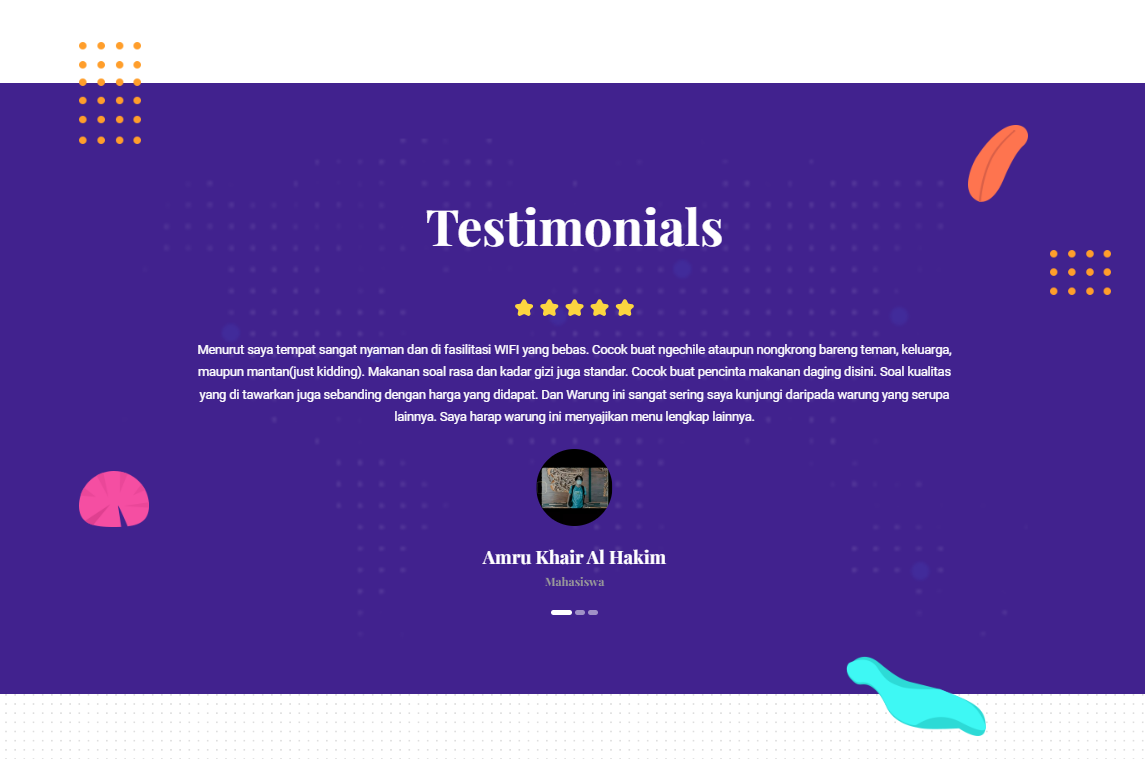 Testimonials
Menurut saya tempat sangat nyaman dan di fasilitasi WIFI yang bebas. Cocok buat ngechile ataupun nongkrong bareng teman, keluarga,
maupun mantan(just kidding). Makanan soal rasa dan kadar gizi juga standar. Cocok buat pencinta makanan daging disini. Soal kualitas
yang di tawarkan juga sebanding dengan harga yang didapat. Dan Warung ini sangat sering saya kunjungi daripada warung yang serupa
lainnya. Saya harap warung ini menyajikan menu lengkap lainnya.
Amru Khair Al Hakim
Mahasiswa